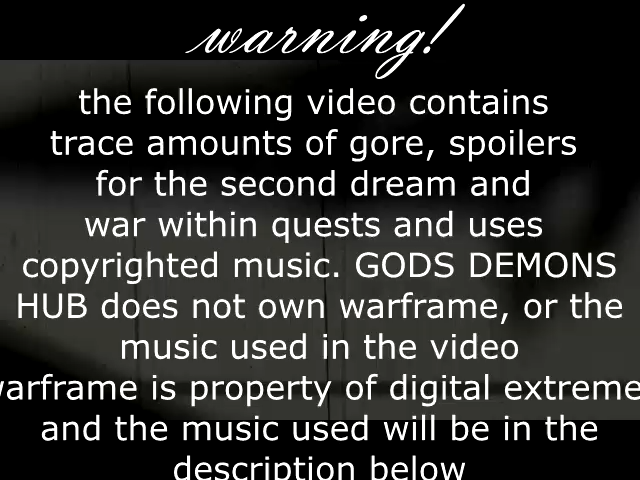 warning!
the following video contains
trace amounts of gore, spoilers
for the second dream and
war within quests and uses
copyrighted music. GODS DEMONS
HUB does not own warframe, or the
music used in the video
warframe is property of digital extreme
and the music used will be in the
description below